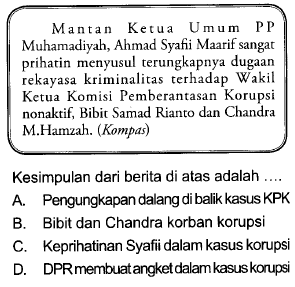 Mantan Ketua Umum PP
Muhamadiyah, Ahmad Syafii Maarif sangat
prihatin menyusul terungkapnya dugaan
rekayasa kriminalitas terhadap Wakil
Ketua Komisi Pemberantasan Korupsi
nonaktif, Bibit Samad Rianto dan Chandra
M.Hamzah. (Kompas)
Kesimpulan dari berita di atas adalah ....
A. Pengungkapan dalang di balik kasus KPK
B. Bibit dan Chandra korban korupsi
C. Keprihatinan Syafii dalam kasus korupsi
D. DPR membuat angket dalam kasus korupsi